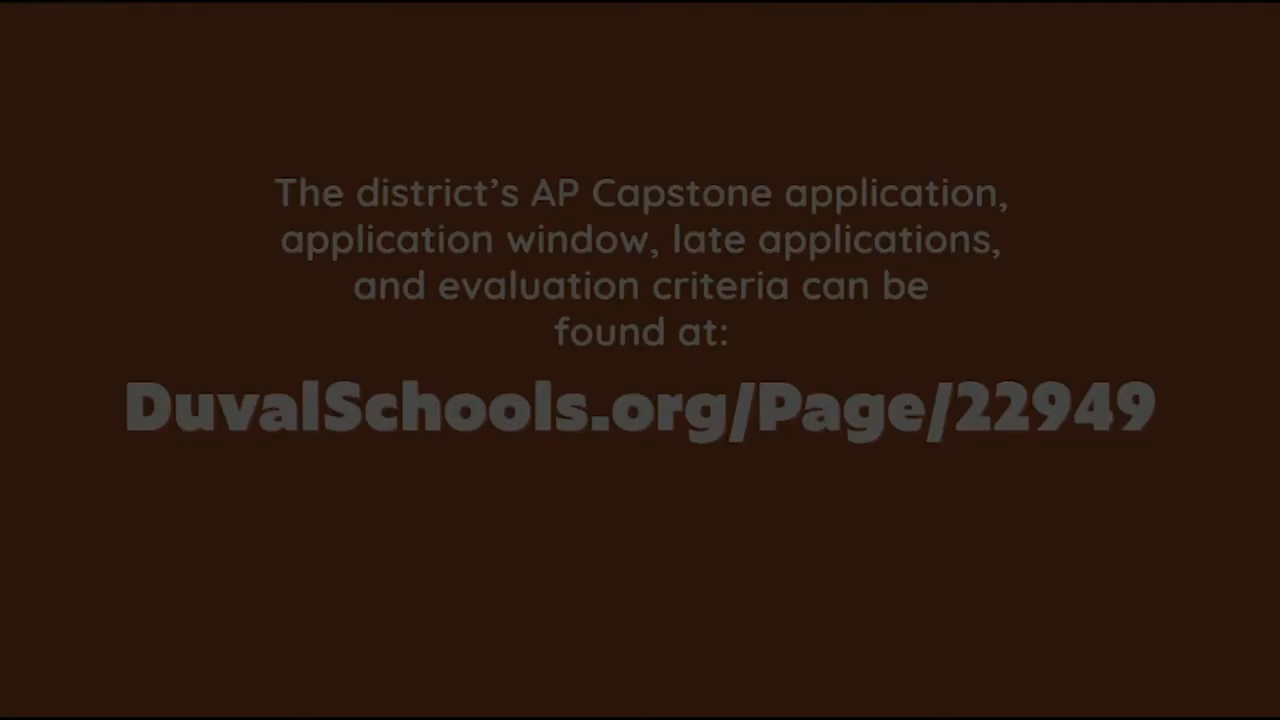 The district’s AP Capstone application,
application window, late applications,
and evaluation criteria can be
found at:
DuvalSchools.org/Page/22949